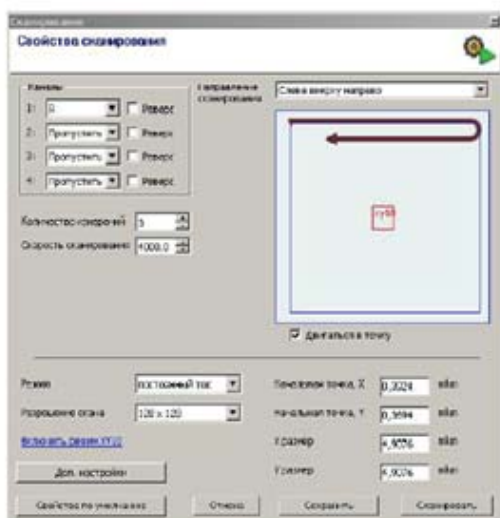 Сканирование
Свойства сканирования
Каналы
Направление сканирования
Слева вверху направо
1: Реверс
2: Пропустить Реверс
3: Пропустить Реверс
4: Пропустить Реверс
Количество измерений
Скорость сканирования 4000,0
Двигаться в точку
Режим постоянный ток
Разрешение скана 128 x 128
Начальная точка, X
Начальная точка, Y
X размер
Y размер
Доп. настройки
Свойства по умолчанию
Отмена
Сохранить
Сканировать